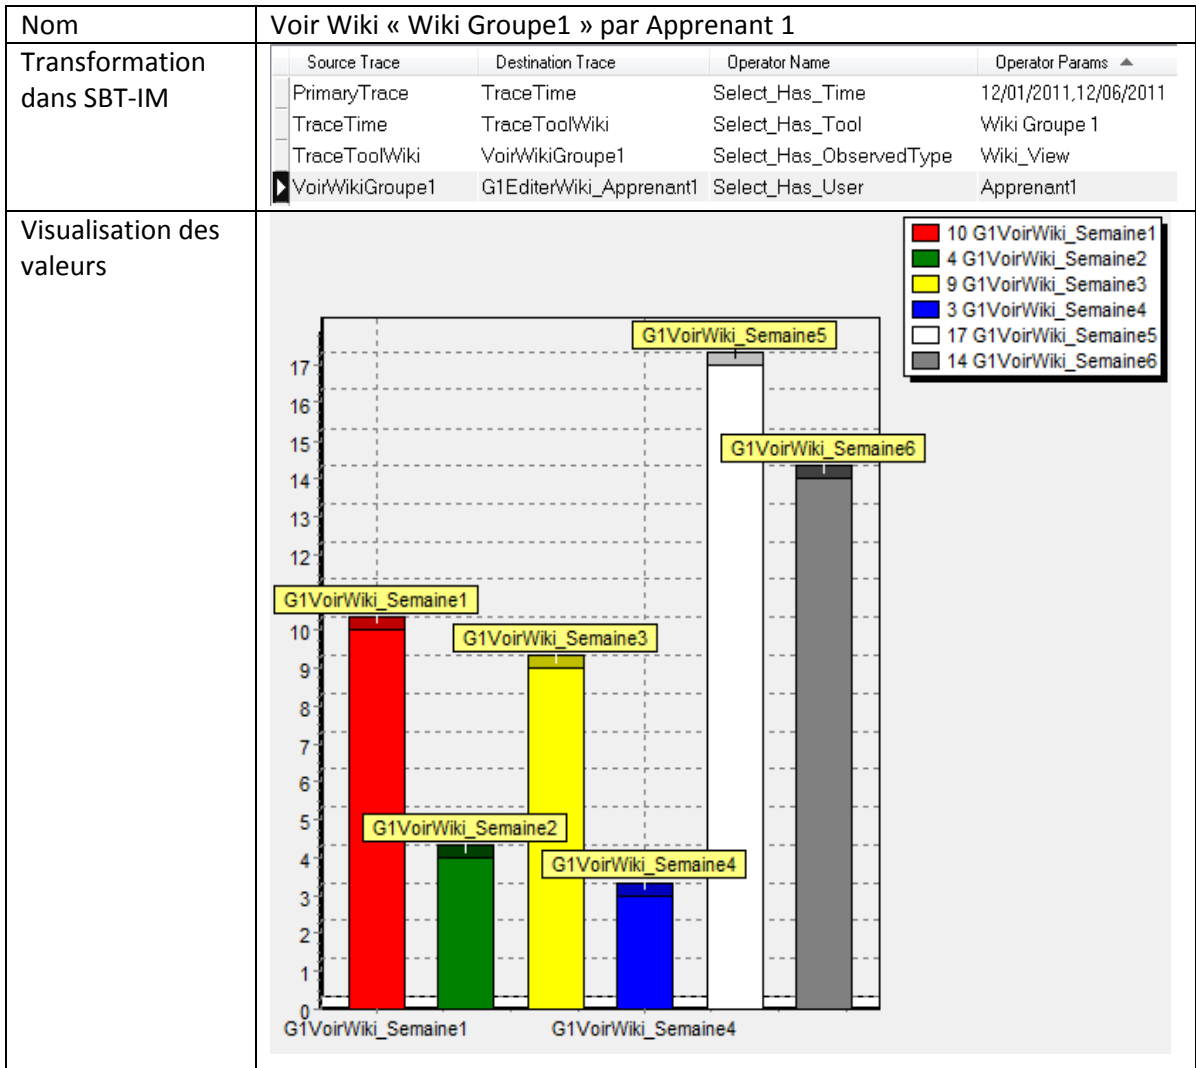 Nom
Voir Wiki « Wiki Groupe1 » par Apprenant 1
Transformation
dans SBT-IM
Source Trace Destination Trace Operator Name Operator Params
PrimaryTrace TraceTime Select_Has_Time 12/01/2011,12/06/2011
TraceTime TraceToolWiki Select_Has_Tool Wiki Groupe 1
TraceToolWiki VoirWikiGroupe1 Select_Has_ObservedType Wiki_View
VoirWikiGroupe1 G1EditerWiki_Apprenant1 Select_Has_User Apprenant1
Visualisation des
valeurs
10 G1VoirWiki_Semaine1
4 G1VoirWiki_Semaine2
9 G1VoirWiki_Semaine3
3 G1VoirWiki_Semaine4
17 G1VoirWiki_Semaine5
14 G1VoirWiki_Semaine6
G1VoirWiki_Semaine5
17
16
15
G1VoirWiki_Semaine6
14
13
12
G1VoirWiki_Semaine1
10
G1VoirWiki_Semaine3
9
8
7
6
5
G1VoirWiki_Semaine2
4
G1VoirWiki_Semaine4
3
2
1
0
G1VoirWiki_Semaine1
G1VoirWiki_Semaine4